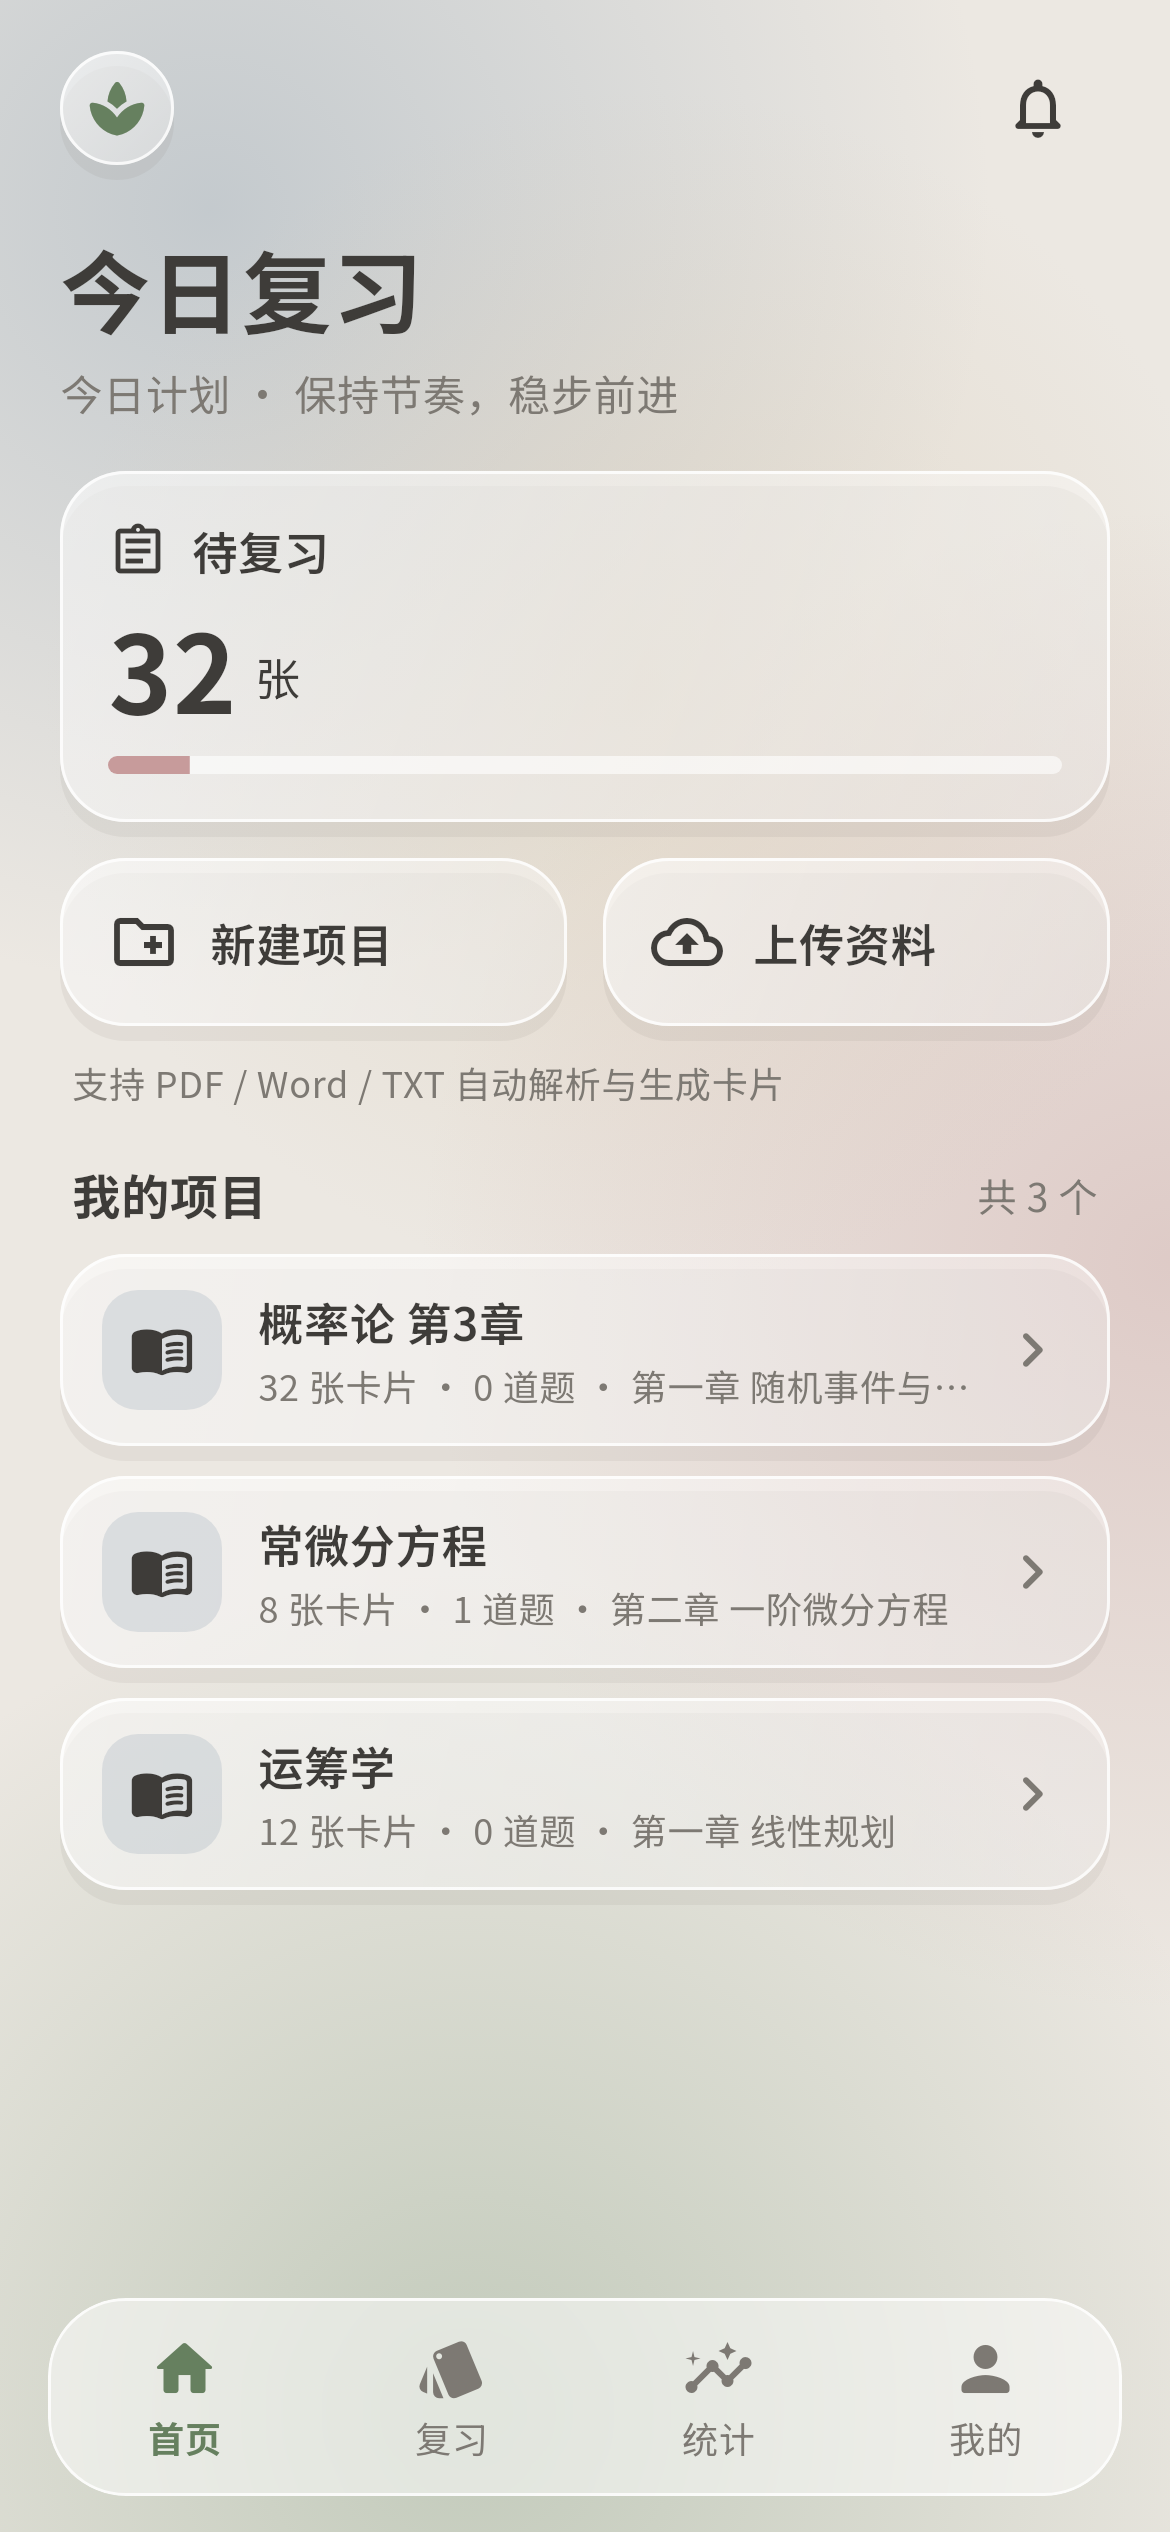 今日复习
今日计划 · 保持节奏，稳步前进
待复习
32 张
新建项目
上传资料
支持 PDF / Word / TXT 自动解析与生成卡片
我的项目
共 3 个
概率论 第3章
32 张卡片 · 0 道题 · 第一章 随机事件与…
常微分方程
8 张卡片 · 1 道题 · 第二章 一阶微分方程
运筹学
12 张卡片 · 0 道题 · 第一章 线性规划
首页
复习
统计
我的